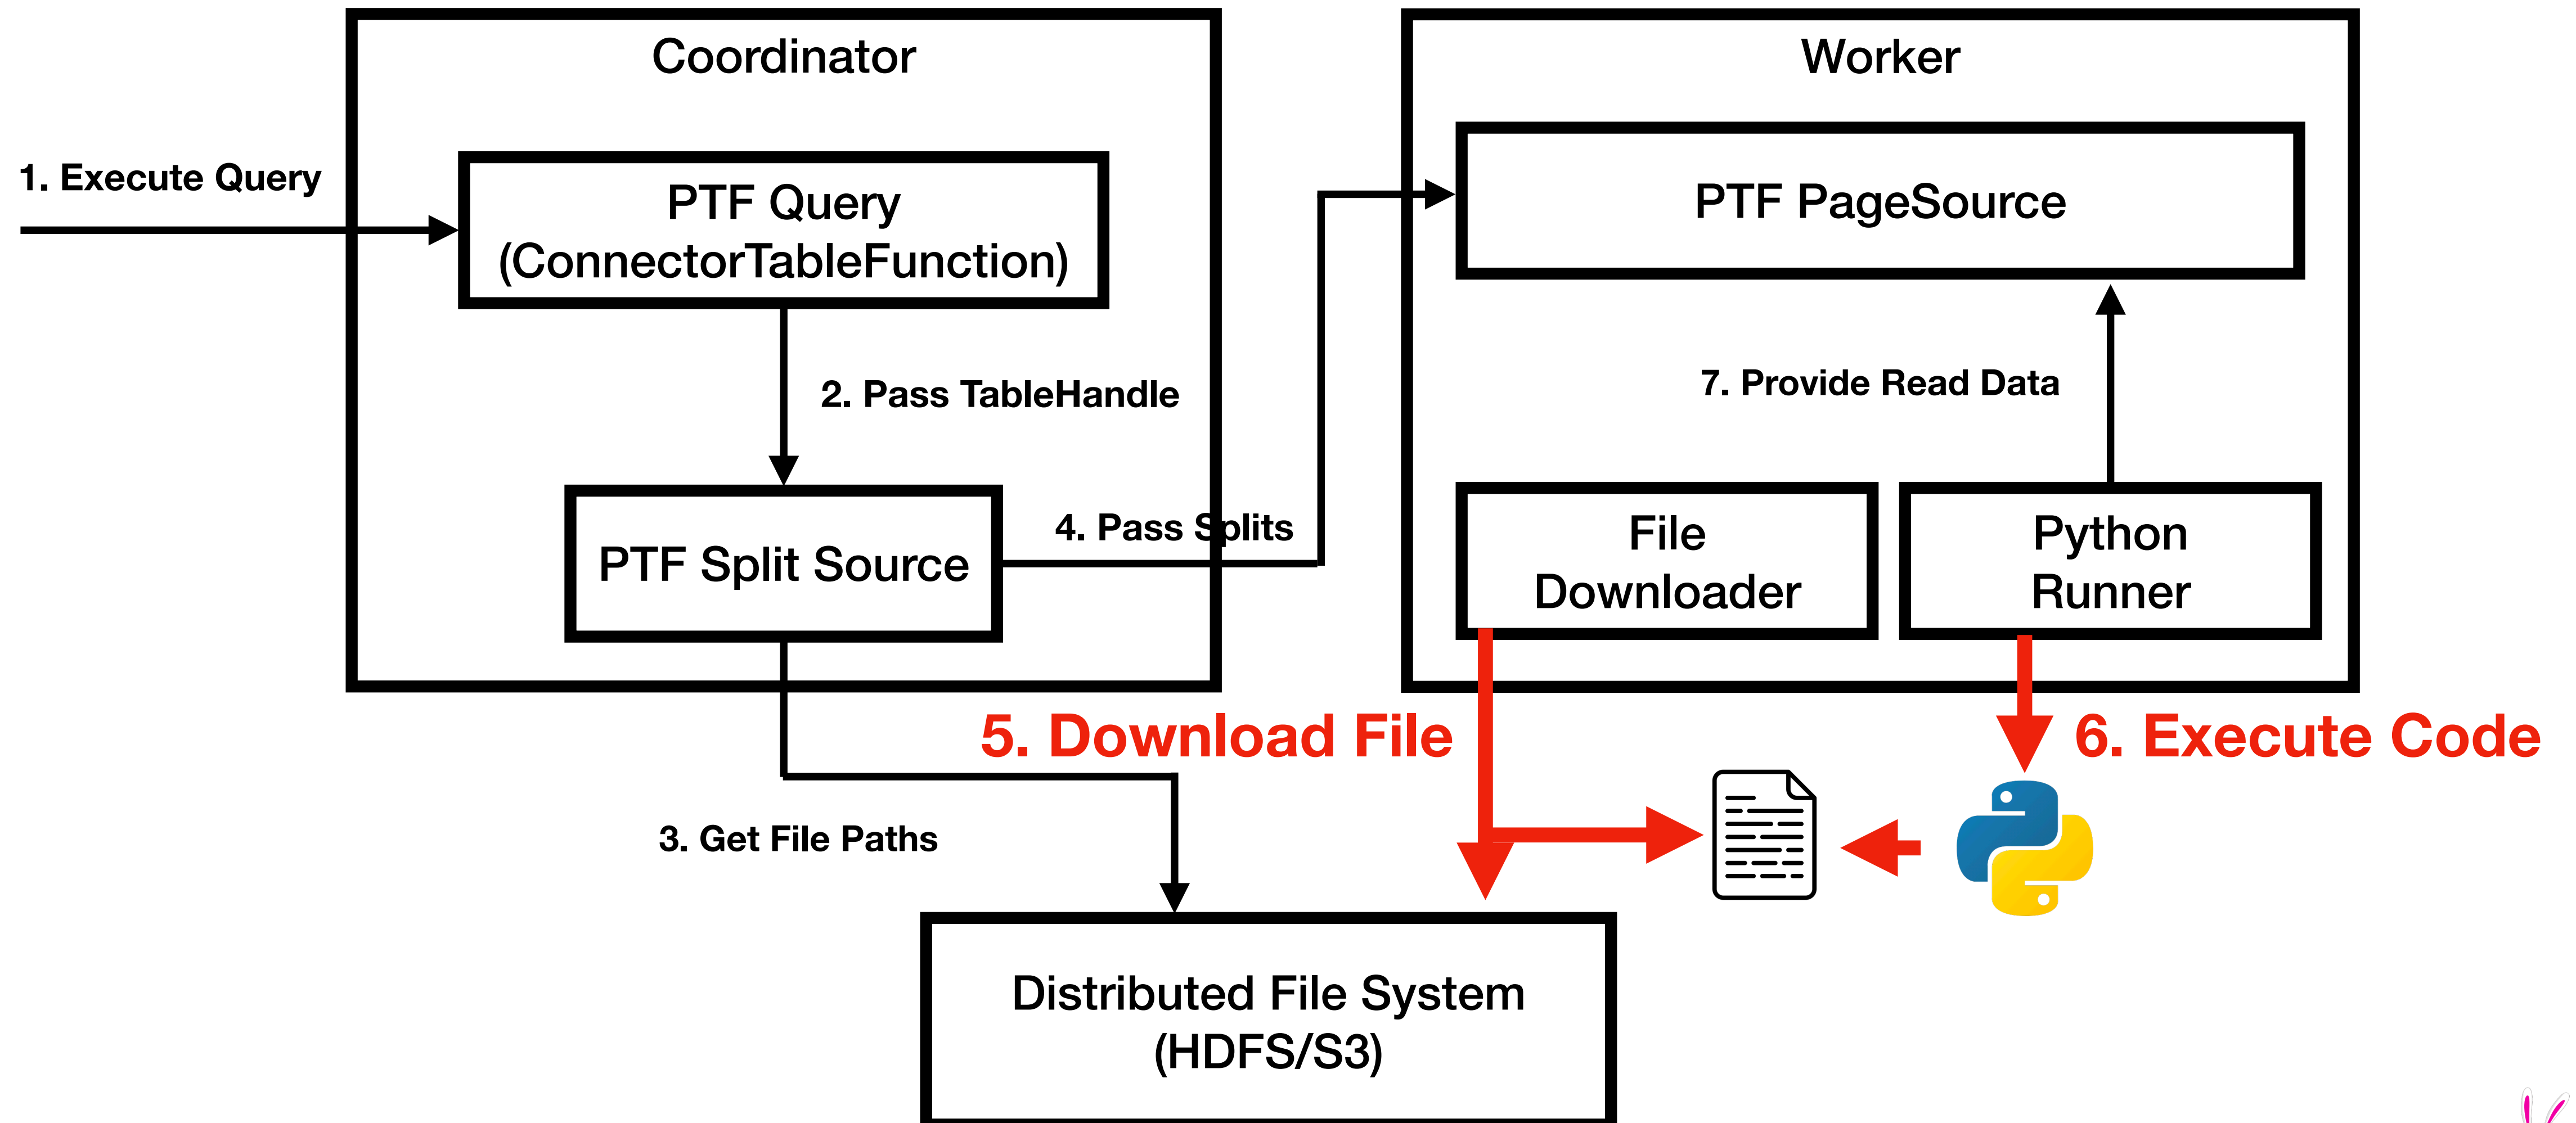 Coordinator
Worker
1. Execute Query
PTF Query
(ConnectorTableFunction)
PTF PageSource
2. Pass TableHandle
7. Provide Read Data
PTF Split Source
4. Pass Splits
File
Downloader
Python
Runner
5. Download File
6. Execute Code
3. Get File Paths
Distributed File System
(HDFS/S3)